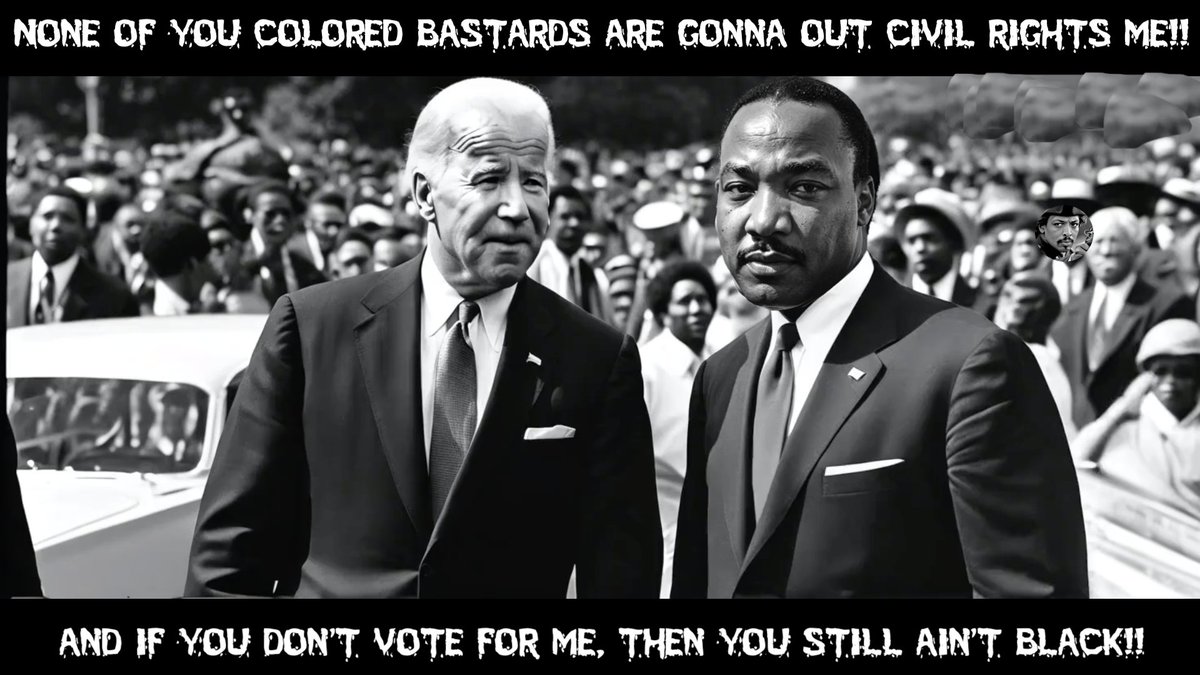 NONE OF YOU COLORED BASTARDS ARE GONNA OUT CIVIL RIGHTS ME!!
AND IF YOU DON'T VOTE FOR ME, THEN YOU STILL AIN'T BLACK!!